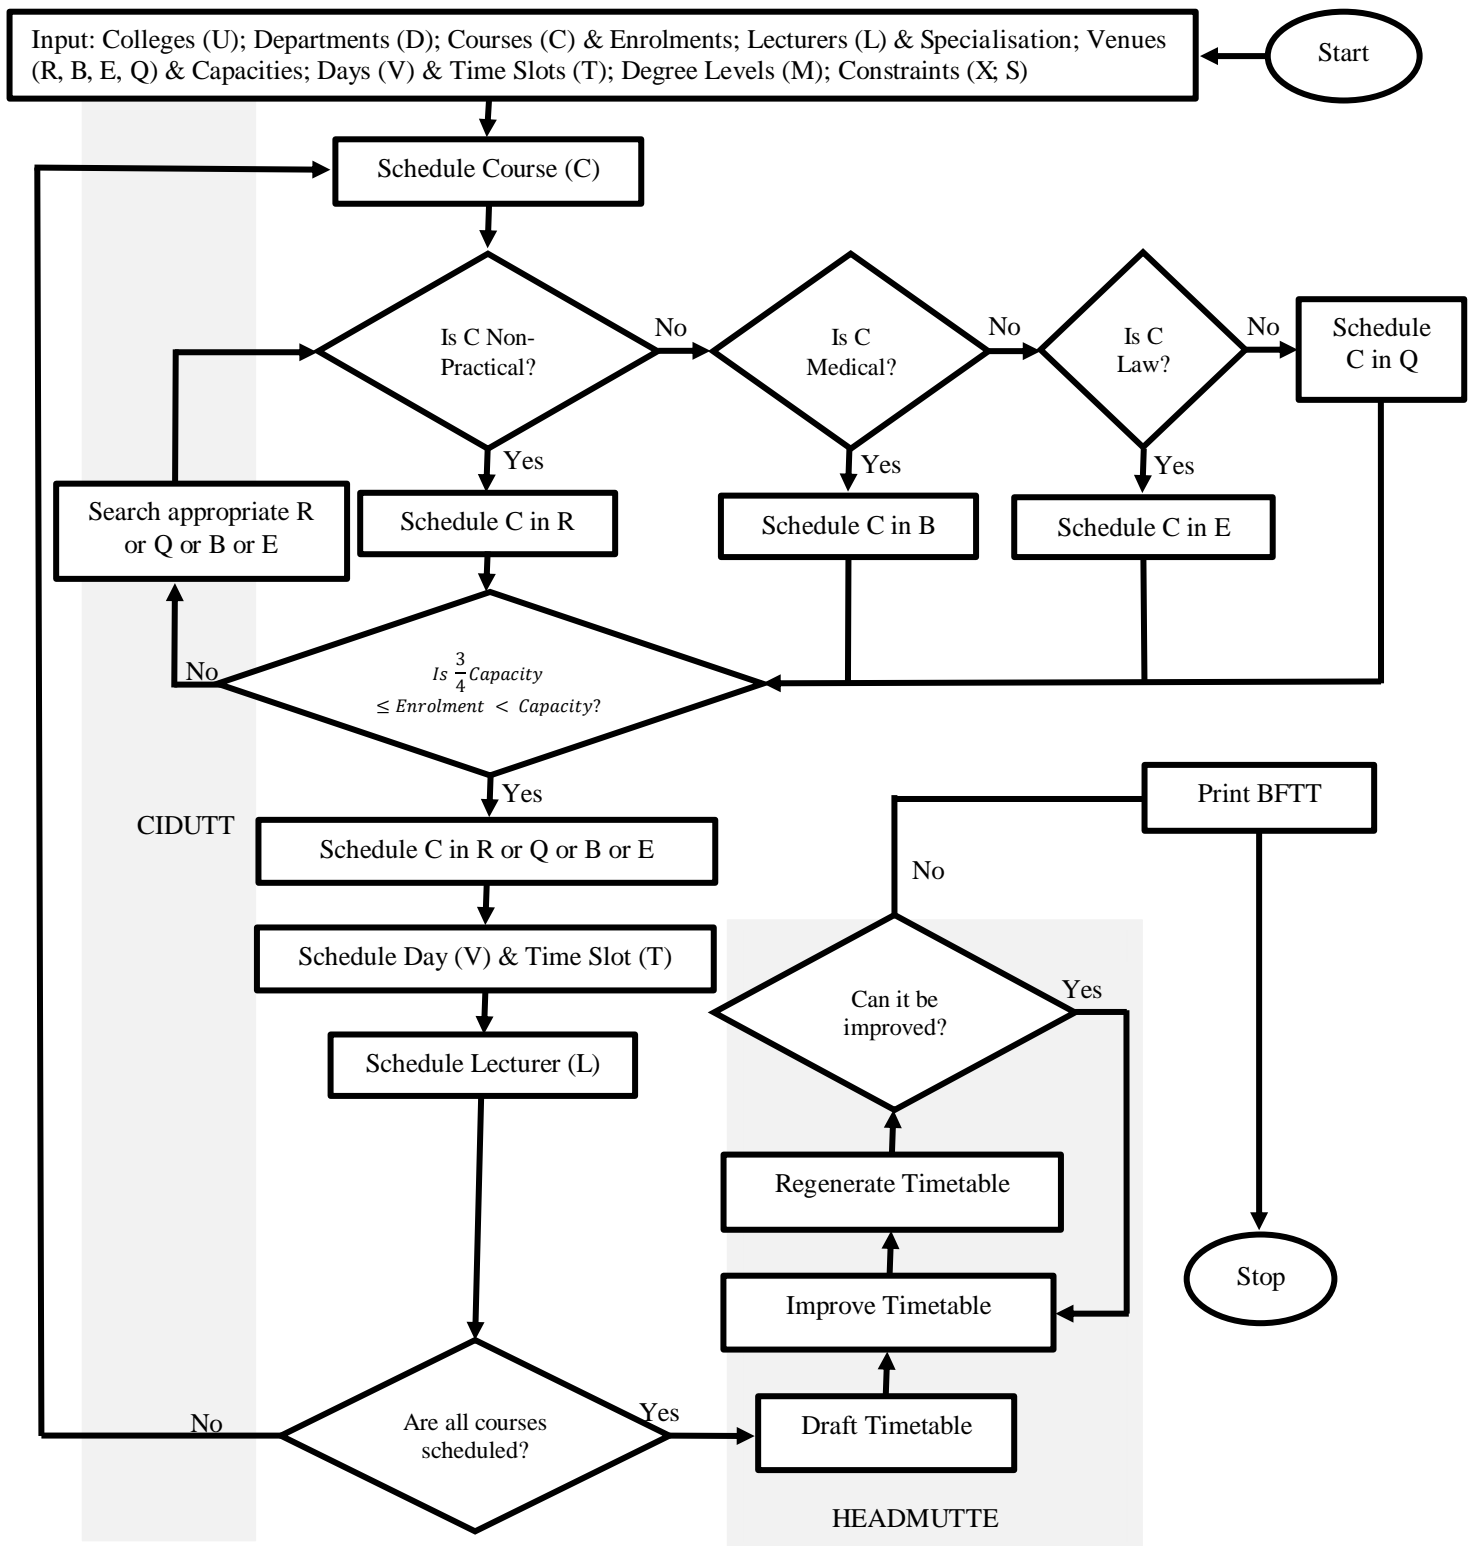 Input: Colleges (U); Departments (D); Courses (C) & Enrolments; Lecturers (L) & Specialisation; Venues
(R, B, E, Q) & Capacities; Days (V) & Time Slots (T); Degree Levels (M); Constraints (X; S)
Start
Schedule Course (C)
Is C Non-
Practical?
No
Is C
Medical?
No
Is C
Law?
No
Schedule
C in Q
Yes
Yes
Yes
Search appropriate R
or Q or B or E
Schedule C in R
Schedule C in B
Schedule C in E
No
Is 3/4 Capacity
≤ Enrolment < Capacity?
Yes
CIDUTT
Schedule C in R or Q or B or E
Schedule Day (V) & Time Slot (T)
Schedule Lecturer (L)
Are all courses
scheduled?
No
Yes
Draft Timetable
Improve Timetable
Regenerate Timetable
Can it be
improved?
Yes
No
Print BFTT
Stop
HEADMUTTE